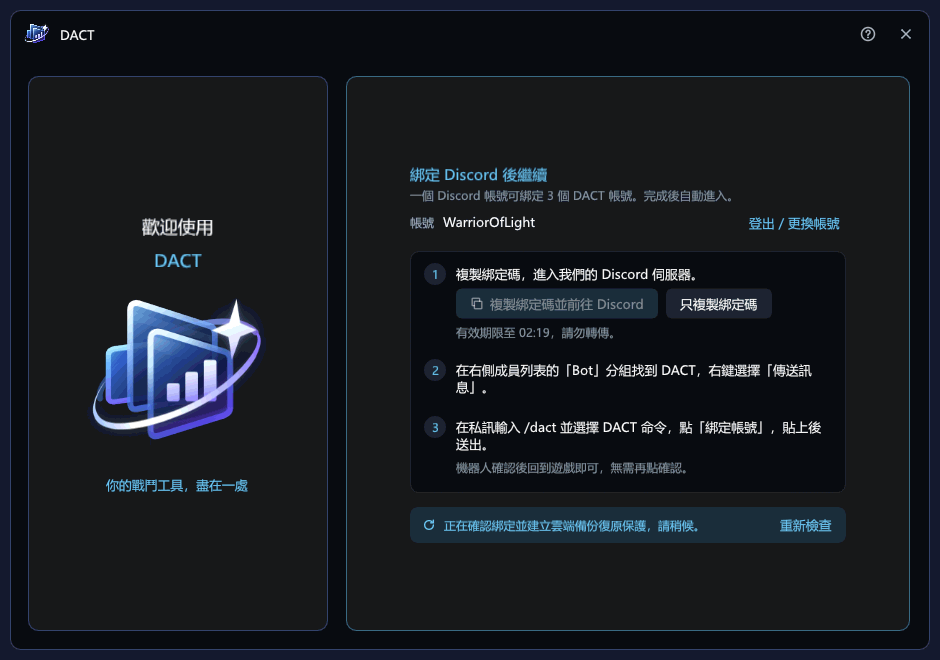 DACT
歡迎使用
DACT
你的戰鬥工具，盡在一處
綁定 Discord 後繼續
一個 Discord 帳號可綁定 3 個 DACT 帳號。完成後自動進入。
帳號 WarriorOfLight
登出 / 更換帳號
1 複製綁定碼，進入我們的 Discord 伺服器。
複製綁定碼並前往 Discord
只複製綁定碼
有效期限至 02:19，請勿轉傳。
2 在右側成員列表的「Bot」分組找到 DACT，右鍵選擇「傳送訊
息」。
3 在私訊輸入 /dact 並選擇 DACT 命令，點「綁定帳號」，貼上後
送出。
機器人確認後回到遊戲即可，無需再點確認。
正在確認綁定並建立雲端備份復原保護，請稍候。
重新檢查